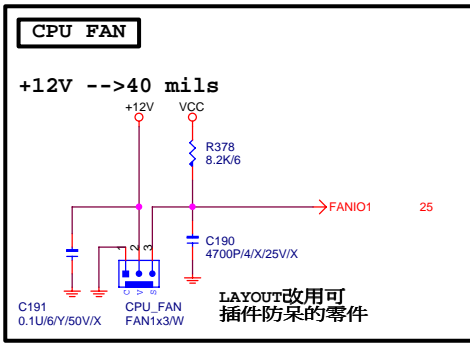 CPU FAN
+12V -->40 mils
+12V VCC
R378
8.2K/6
FANIO1 25
C190
4700P/4/X/25V/X
1 2 3
C V S
C191
0.1U/6/Y/50V/X
CPU_FAN
FAN1x3/W
LAYOUT改用可
插件防呆的零件